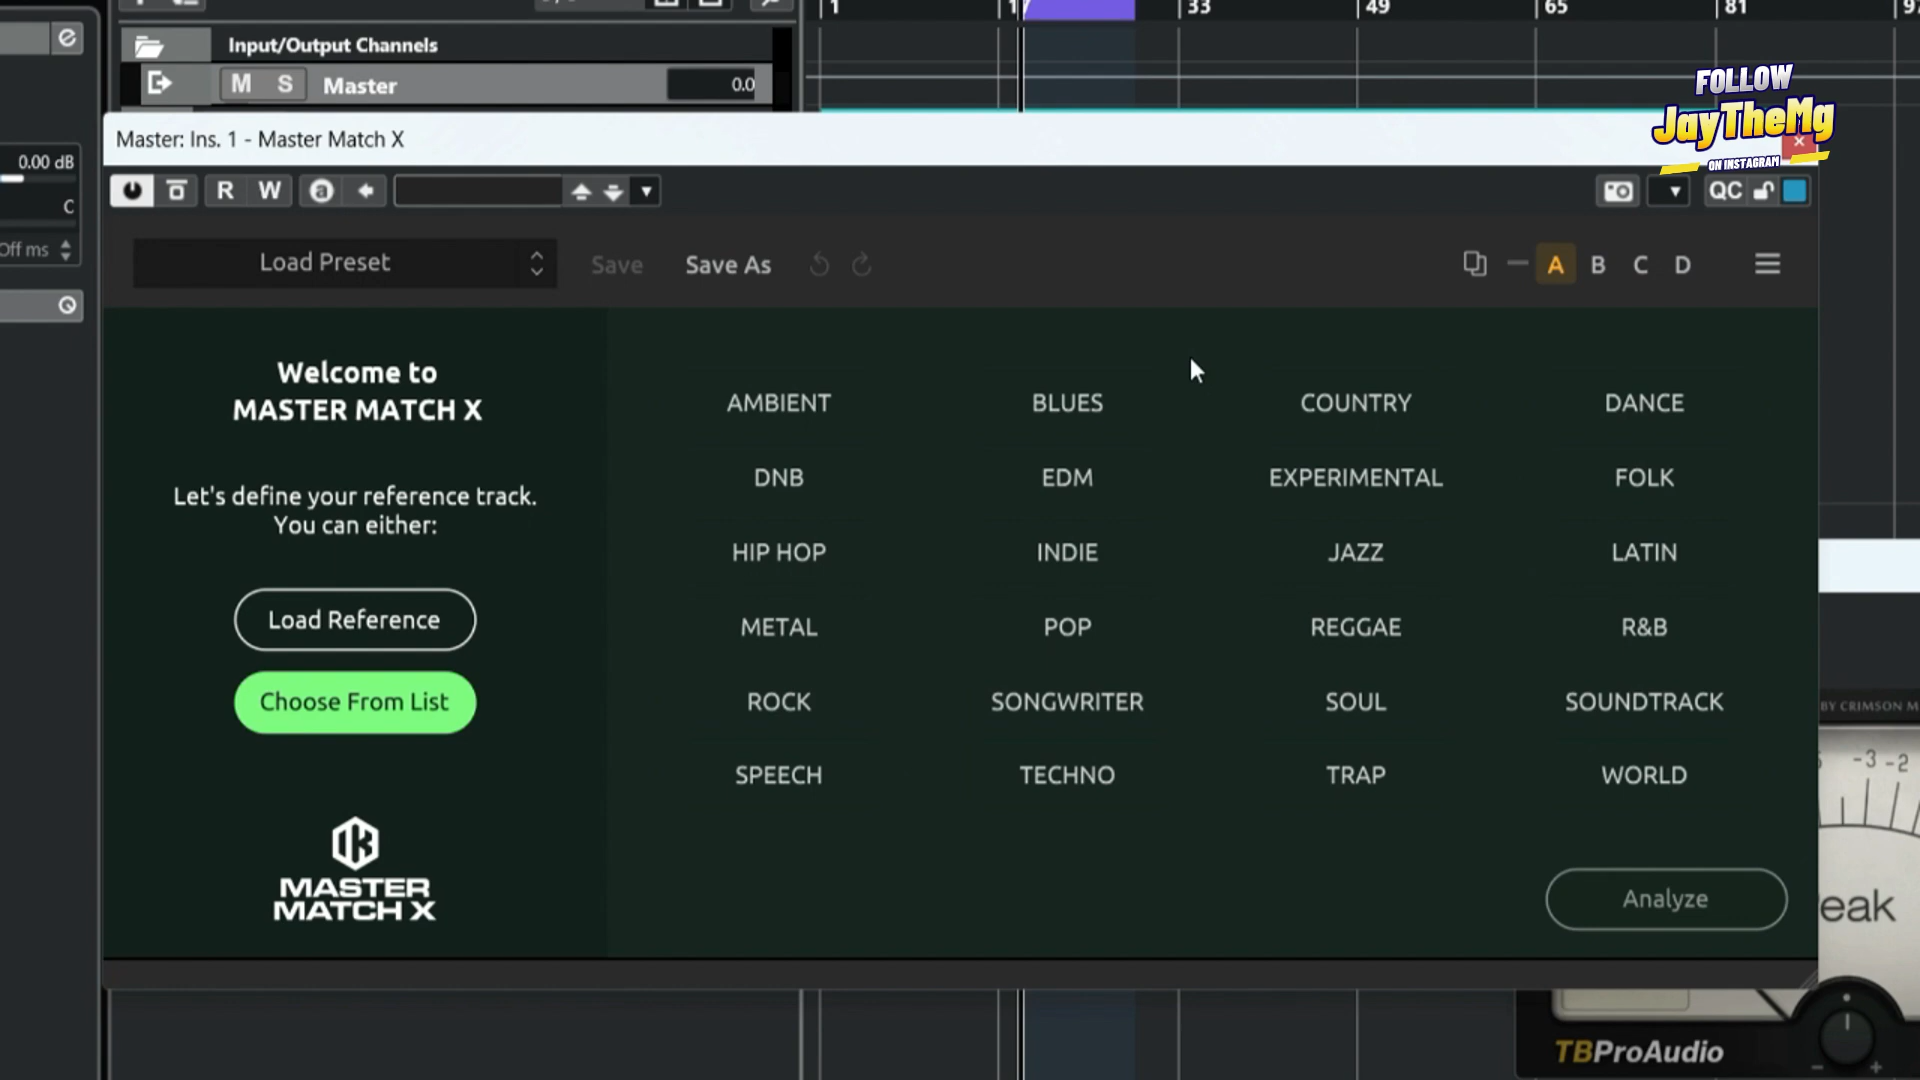 1
33
49
65
81
Input/Output Channels
M S Master 0.0
FOLLOW
JayTheMg
ON INSTAGRAM
Master: Ins. 1 - Master Match X
0.00 dB
C
Off ms
R W
QC
Load Preset
Save
Save As
A B C D
Welcome to
MASTER MATCH X
Let's define your reference track.
You can either:
Load Reference
Choose From List
MASTER
MATCH X
AMBIENT BLUES COUNTRY DANCE
DNB EDM EXPERIMENTAL FOLK
HIP HOP INDIE JAZZ LATIN
METAL POP REGGAE R&B
ROCK SONGWRITER SOUL SOUNDTRACK
SPEECH TECHNO TRAP WORLD
Analyze
BY CRIMSON M
-3 -2
eak
TBProAudio